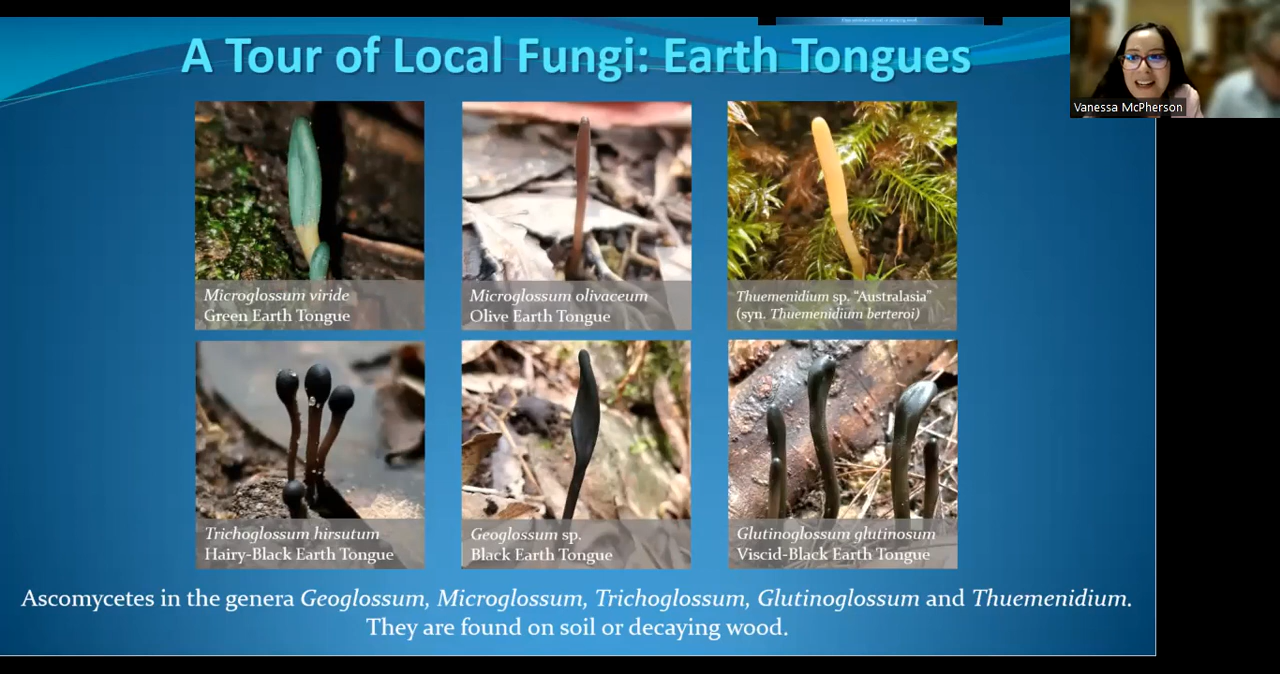 A Tour of Local Fungi: Earth Tongues
Vanessa McPherson
Microglossum viride
Green Earth Tongue
Microglossum olivaceum
Olive Earth Tongue
Thuemenidium sp. “Australasia”
(syn. Thuemenidium berteroi)
Trichoglossum hirsutum
Hairy-Black Earth Tongue
Geoglossum sp.
Black Earth Tongue
Glutinoglossum glutinosum
Viscid-Black Earth Tongue
Ascomycetes in the genera Geoglossum, Microglossum, Trichoglossum, Glutinoglossum and Thuemenidium.
They are found on soil or decaying wood.